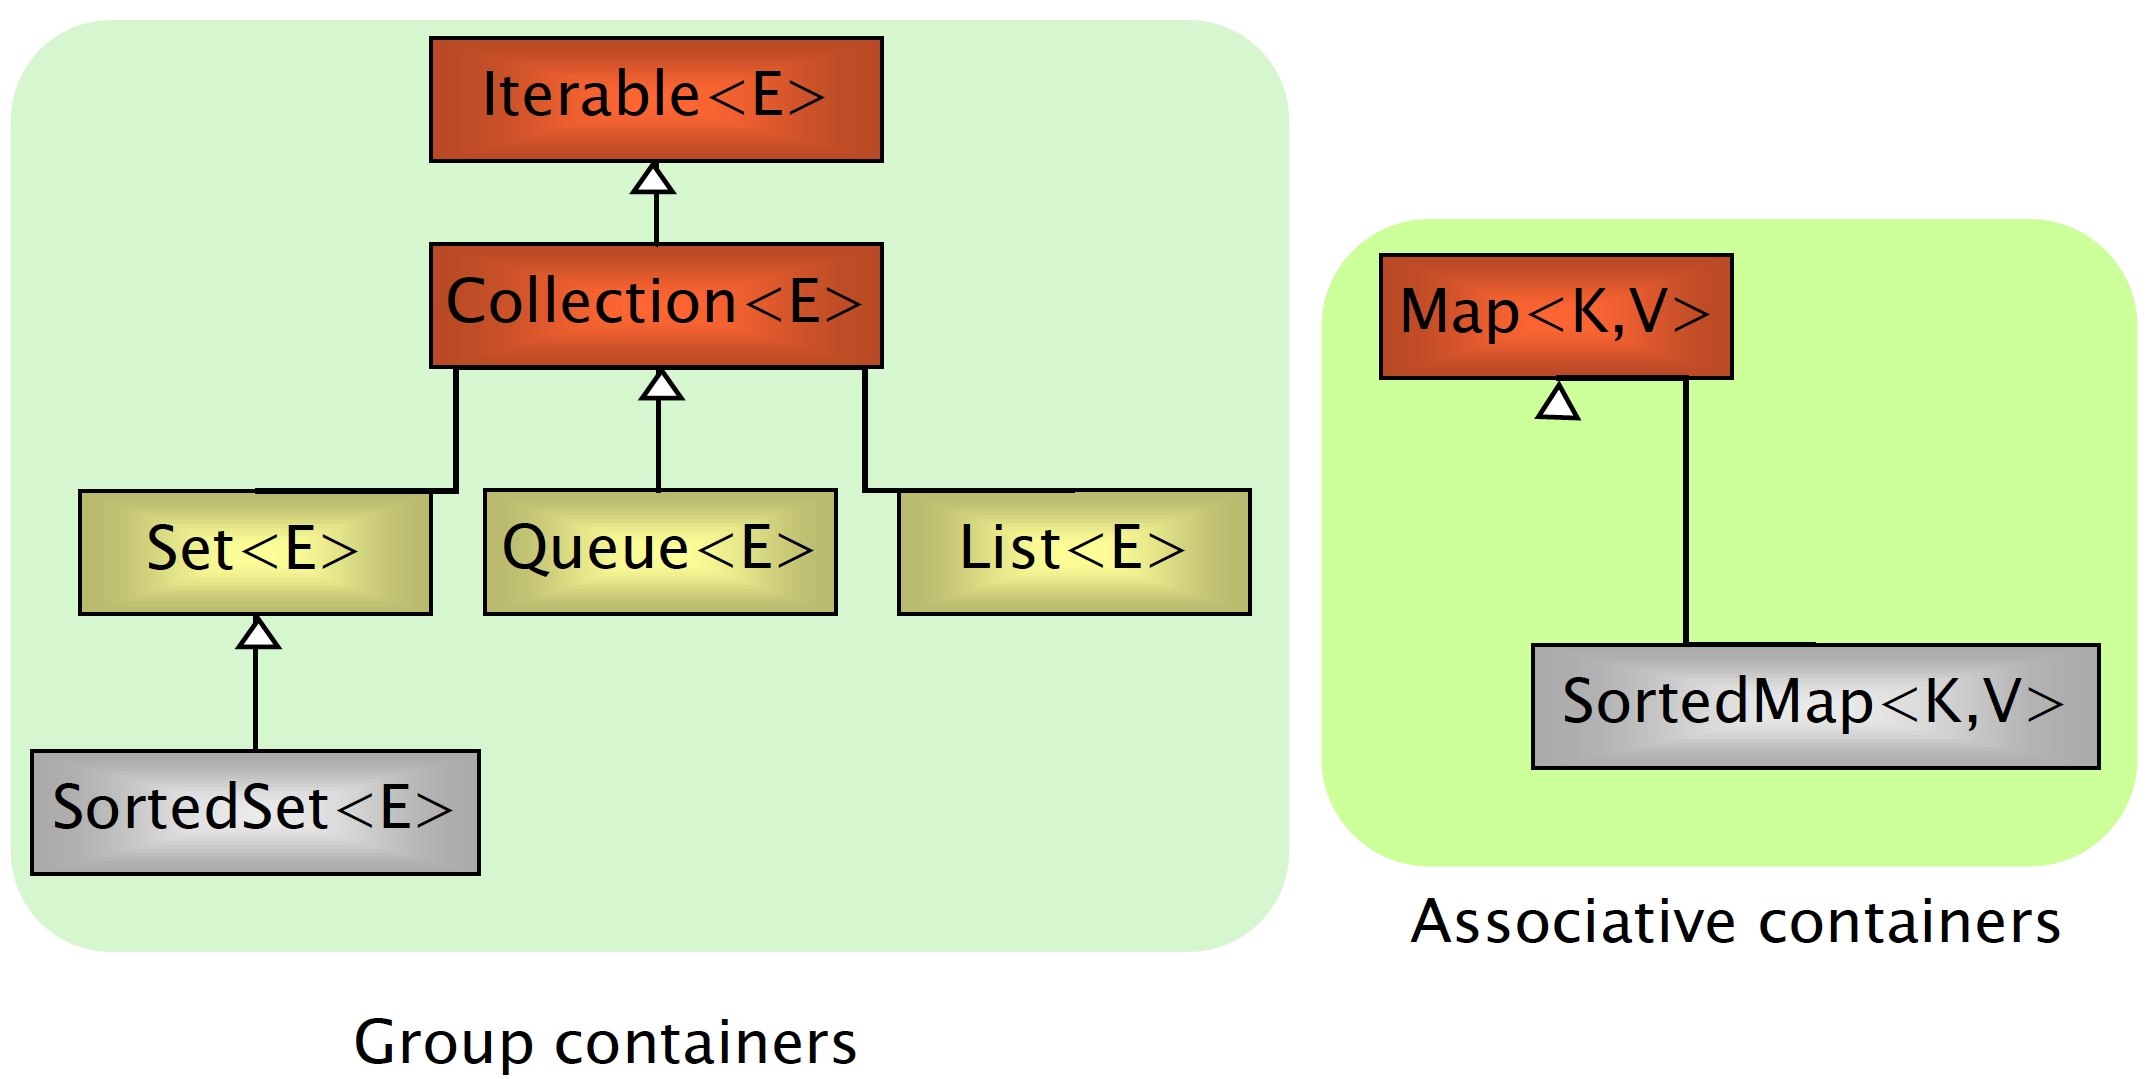 Iterable<E>
Collection<E>
Set<E>
Queue<E>
List<E>
SortedSet<E>
Group containers
Map<K,V>
SortedMap<K,V>
Associative containers